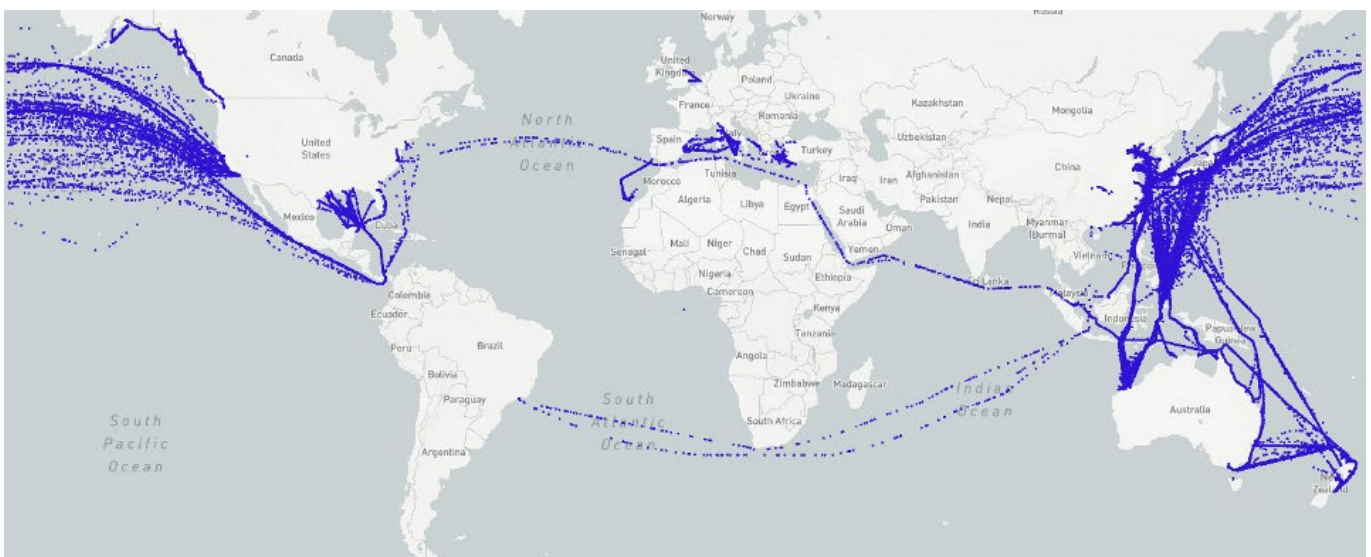 Norway
Russia
Canada
United
Kingdom
Poland
Ukraine
France
Romania
Kazakhstan
Mongolia
North
Atlantic
Ocean
Spain
Italy
Turkey
Uzbekistan
United
States
China
Japan
Tunisia
Iraq
Iran
Afghanistan
Morocco
Algeria
Libya
Egypt
Pakistan
Nepal
Mexico
Cuba
Saudi
Arabia
Oman
India
Myanmar
(Burma)
Mali
Niger
Chad
Sudan
Yemen
Vietnam
Senegal
Nigeria
Ethiopia
Sri Lanka
Colombia
Cameroon
Malaysia
Ecuador
Kenya
Indonesia
Papua New
Guinea
Tanzania
Peru
Brazil
Angola
Bolivia
Zimbabwe
Madagascar
Indian
Ocean
Paraguay
South
Atlantic
Ocean
South
Pacific
Ocean
South Africa
Australia
Argentina
New
Zealand